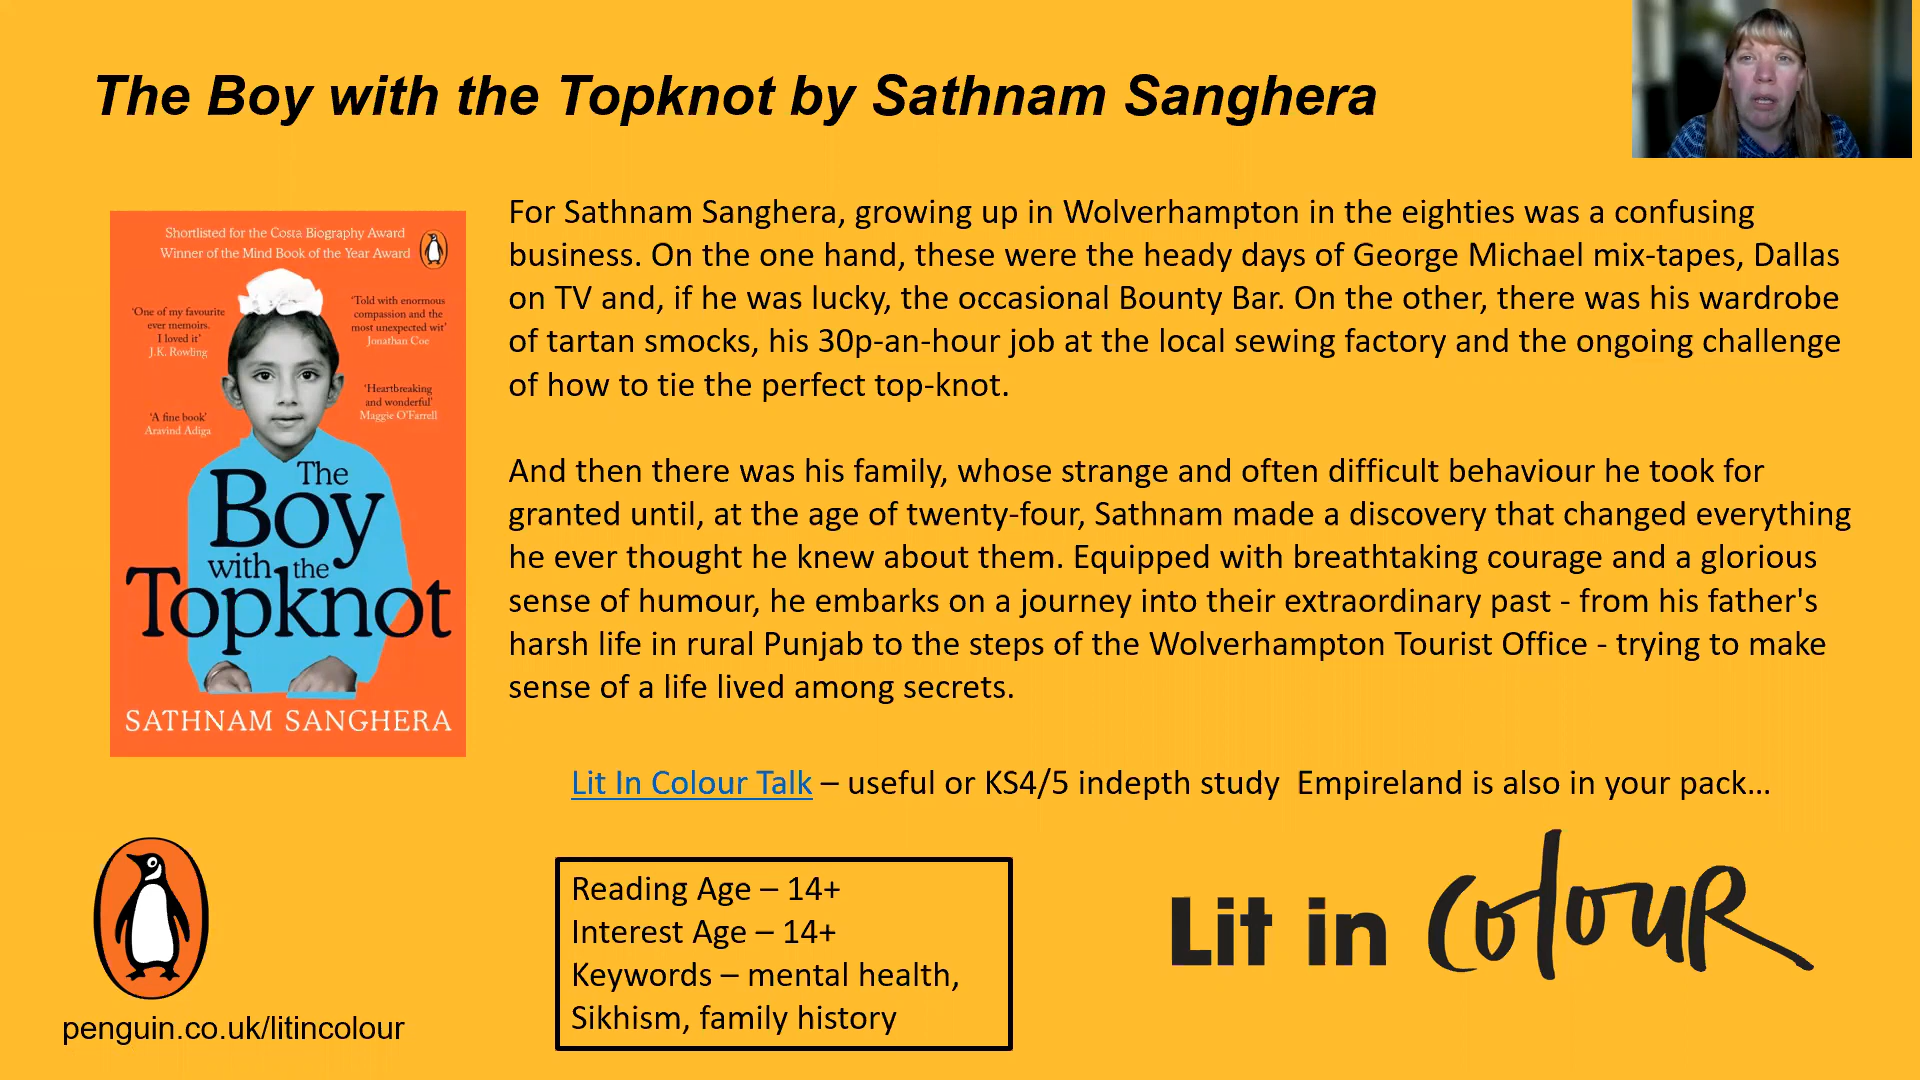 The Boy with the Topknot by Sathnam Sanghera
Shortlisted for the Costa Biography Award
Winner of the Mind Book of the Year Award
'One of my favourite
ever memoirs.
I loved it'
J.K. Rowling
'Told with enormous
compassion and the
most unexpected wit'
Jonathan Coe
'Heartbreaking
and wonderful'
Maggie O'Farrell
'A fine book'
Aravind Adiga
The
Boy
with the
Topknot
SATHNAM SANGHERA
For Sathnam Sanghera, growing up in Wolverhampton in the eighties was a confusing
business. On the one hand, these were the heady days of George Michael mix-tapes, Dallas
on TV and, if he was lucky, the occasional Bounty Bar. On the other, there was his wardrobe
of tartan smocks, his 30p-an-hour job at the local sewing factory and the ongoing challenge
of how to tie the perfect top-knot.
And then there was his family, whose strange and often difficult behaviour he took for
granted until, at the age of twenty-four, Sathnam made a discovery that changed everything
he ever thought he knew about them. Equipped with breathtaking courage and a glorious
sense of humour, he embarks on a journey into their extraordinary past - from his father's
harsh life in rural Punjab to the steps of the Wolverhampton Tourist Office - trying to make
sense of a life lived among secrets.
Lit In Colour Talk – useful or KS4/5 indepth study  Empireland is also in your pack...
Reading Age – 14+
Interest Age – 14+
Keywords – mental health,
Sikhism, family history
Lit in Colour
penguin.co.uk/litincolour